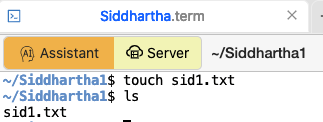 Siddhartha.term
Assistant Server ~/Siddhartha1
~/Siddhartha1$ touch sid1.txt
~/Siddhartha1$ ls
sid1.txt